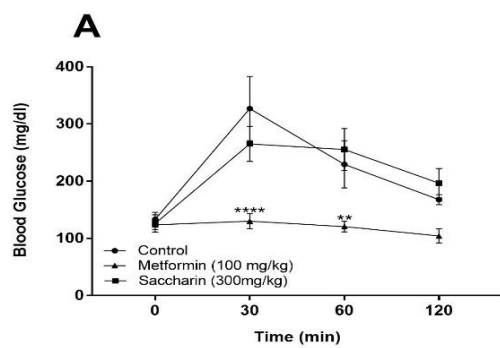 A
400
300
200
100
0
Blood Glucose (mg/dl)
****
**
Control
Metformin (100 mg/kg)
Saccharin (300mg/kg)
0 30 60 120
Time (min)